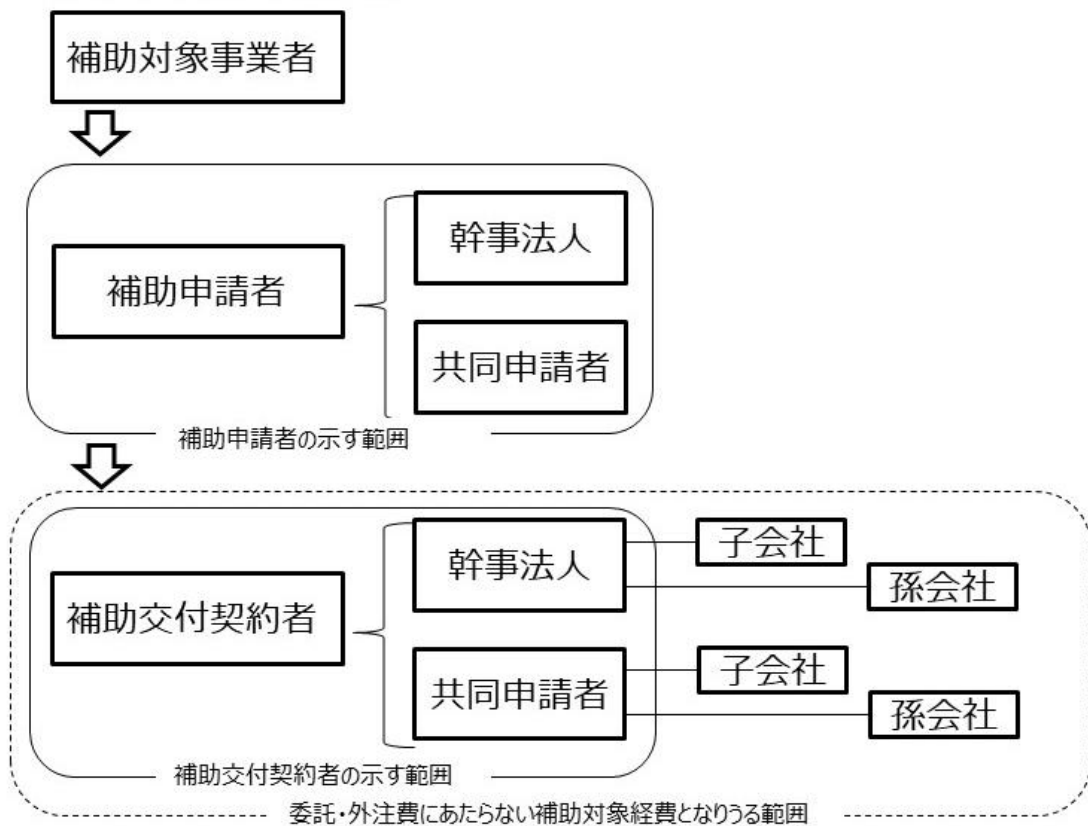 補助対象事業者
補助申請者
幹事法人
共同申請者
補助申請者の示す範囲
補助交付契約者
幹事法人
子会社
孫会社
共同申請者
子会社
孫会社
補助交付契約者の示す範囲
委託・外注費にあたらない補助対象経費となりうる範囲